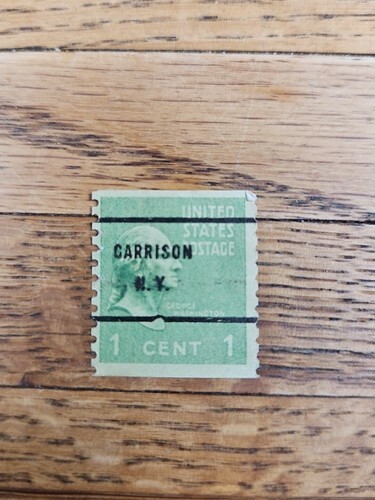 UNITED
STATES
POSTAGE
GARRISON
N.Y.
GEORGE
WASHINGTON
1 CENT 1